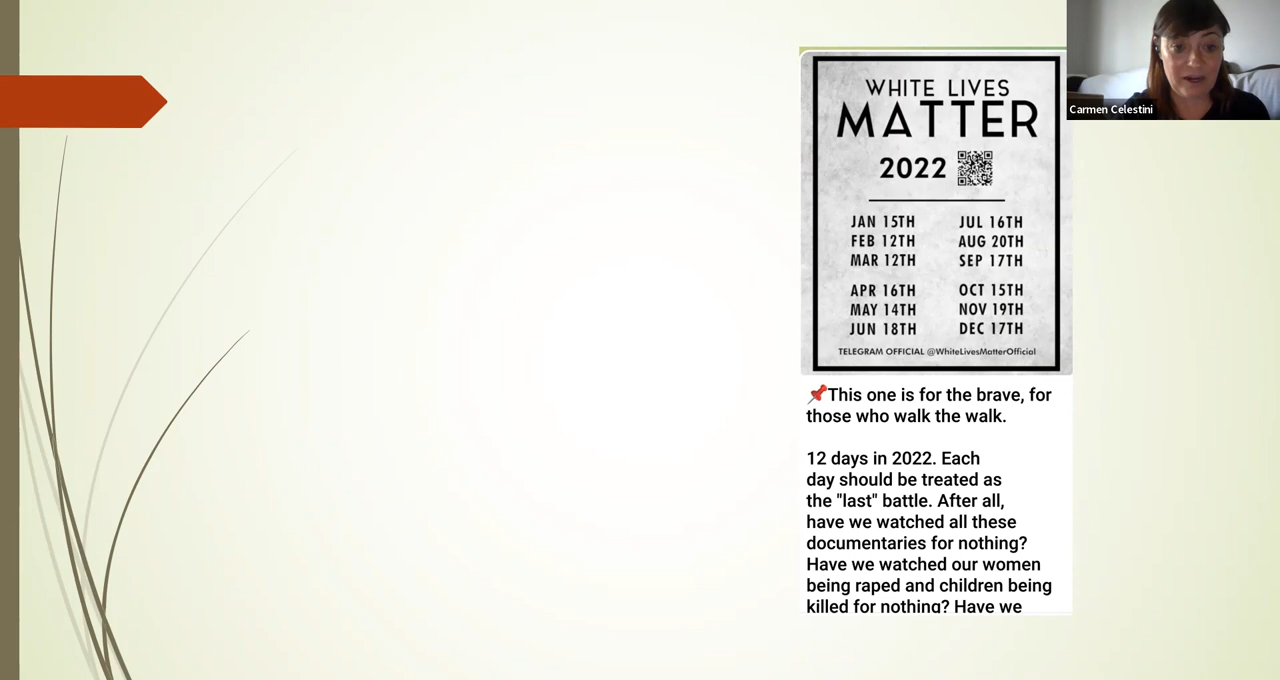 WHITE LIVES
MATTER
2022
JAN 15TH
FEB 12TH
MAR 12TH
APR 16TH
MAY 14TH
JUN 18TH
JUL 16TH
AUG 20TH
SEP 17TH
OCT 15TH
NOV 19TH
DEC 17TH
TELEGRAM OFFICIAL @WhiteLivesMatterOfficial
📌This one is for the brave, for
those who walk the walk.
12 days in 2022. Each
day should be treated as
the "last" battle. After all,
have we watched all these
documentaries for nothing?
Have we watched our women
being raped and children being
killed for nothing? Have we
Carmen Celestini